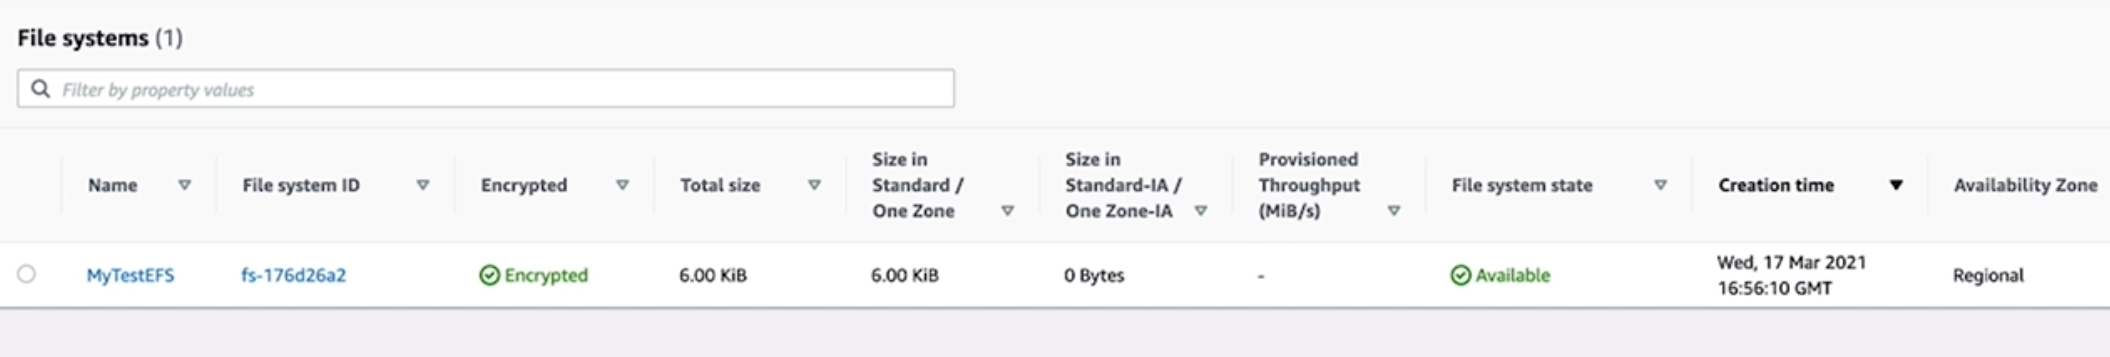 File systems (1)
Filter by property values
Name
File system ID
Encrypted
Total size
Size in
Standard /
One Zone
Size in
Standard-IA /
One Zone-IA
Provisioned
Throughput
(MiB/s)
File system state
Creation time
Availability Zone
MyTestEFS
fs-176d26a2
Encrypted
6.00 KiB
6.00 KiB
0 Bytes
-
Available
Wed, 17 Mar 2021
16:56:10 GMT
Regional